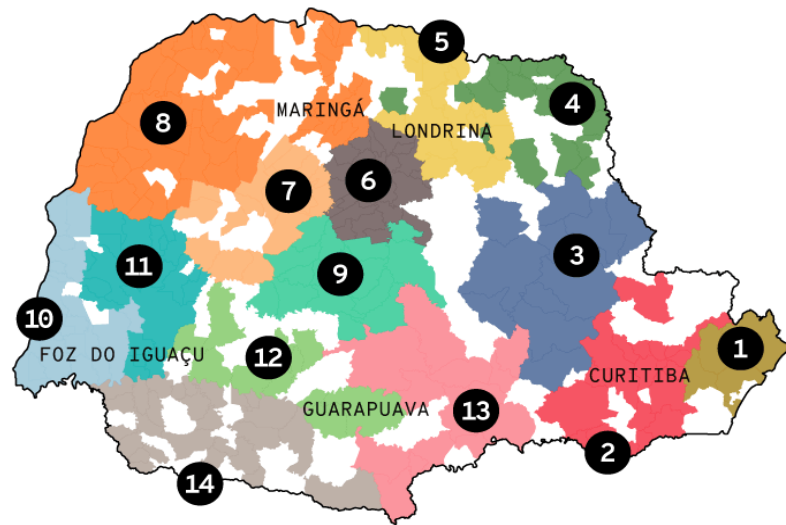 5
4
8
MARINGÁ
LONDRINA
6
7
3
11
9
10
1
FOZ DO IGUAÇU
12
CURITIBA
GUARAPUAVA
13
2
14